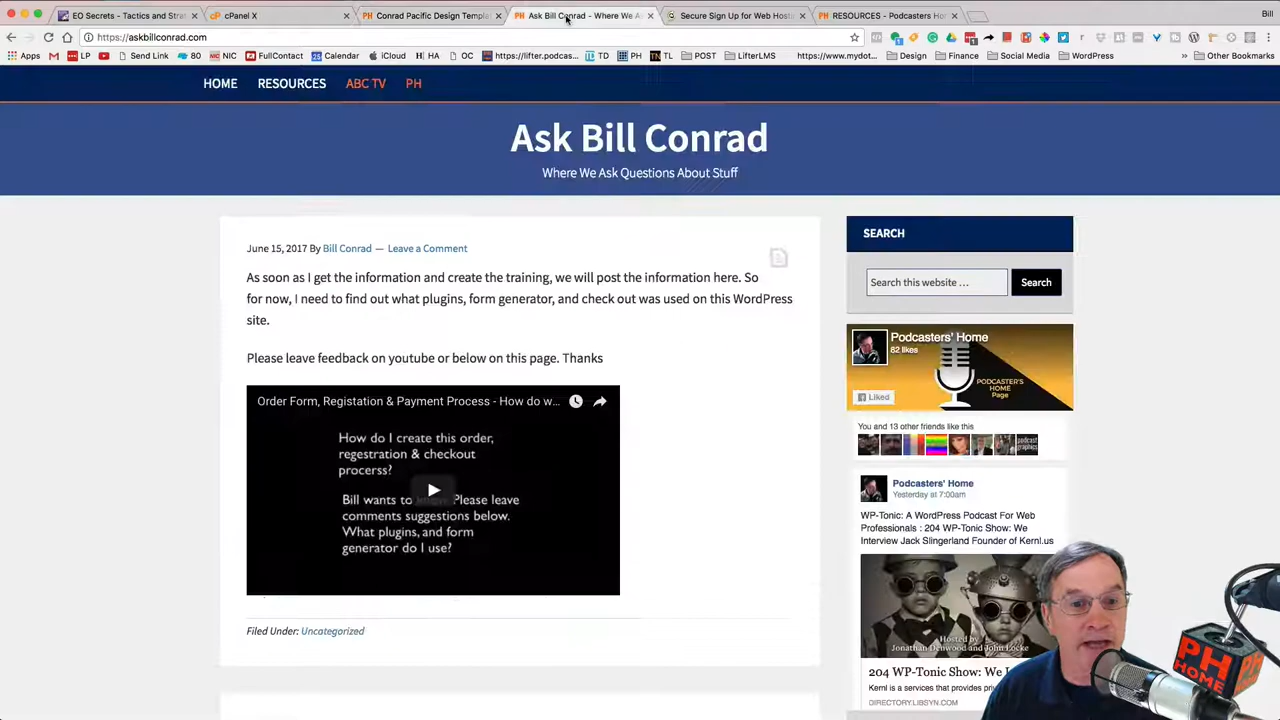 EO Secrets - Tactics and Stra
cPanel X
Conrad Pacific Design Templa
Ask Bill Conrad - Where We A
Secure Sign Up for Web Hosti
RESOURCES - Podcasters Ho
Bill
https://askbillconrad.com
Apps
LP
Send Link
80
NIC
FullContact
Calendar
iCloud
HA
OC
https://lifter.podcas...
TD
PH
TL
POST
LifterLMS
https://www.mydot...
Design
Finance
Social Media
WordPress
Other Bookmarks
HOME
RESOURCES
ABC TV
PH
Ask Bill Conrad
Where We Ask Questions About Stuff
June 15, 2017 By Bill Conrad — Leave a Comment
As soon as I get the information and create the training, we will post the information here. So
for now, I need to find out what plugins, form generator, and check out was used on this WordPress
site.
Please leave feedback on youtube or below on this page. Thanks
Order Form, Registation & Payment Process - How do w...
How do I create this order,
regestration & checkout
procerss?
Bill wants to Please leave
comments suggestions below.
What plugins, and form
generator do I use?
Filed Under: Uncategorized
SEARCH
Search this website …
Search
Podcasters' Home
82 likes
PODCASTER'S
HOME
Page
Liked
You and 13 other friends like this
Podcasters' Home
Yesterday at 7:00am
WP-Tonic: A WordPress Podcast For Web
Professionals : 204 WP-Tonic Show: We
Interview Jack Slingerland Founder of Kernl.us
Hosted by
Jonathan Denwood and John Locke
204 WP-Tonic Show: We I
Kernl is a services that provides pri
DIRECTORY.LIBSYN.COM
PH
HOME